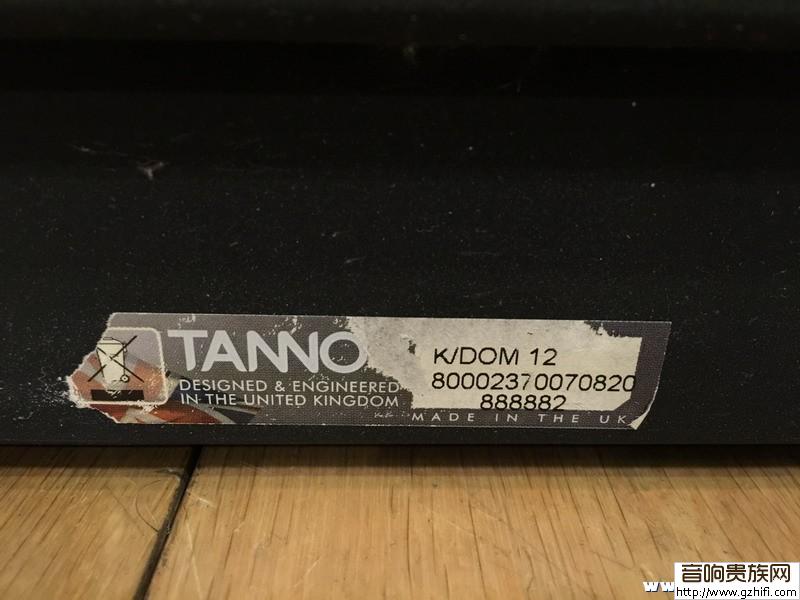 TANNO
DESIGNED & ENGINEERED
IN THE UNITED KINGDOM
K/DOM 12
80002370070820
888882
MADE IN THE UK
音响贵族网
http://www.gzhifi.com